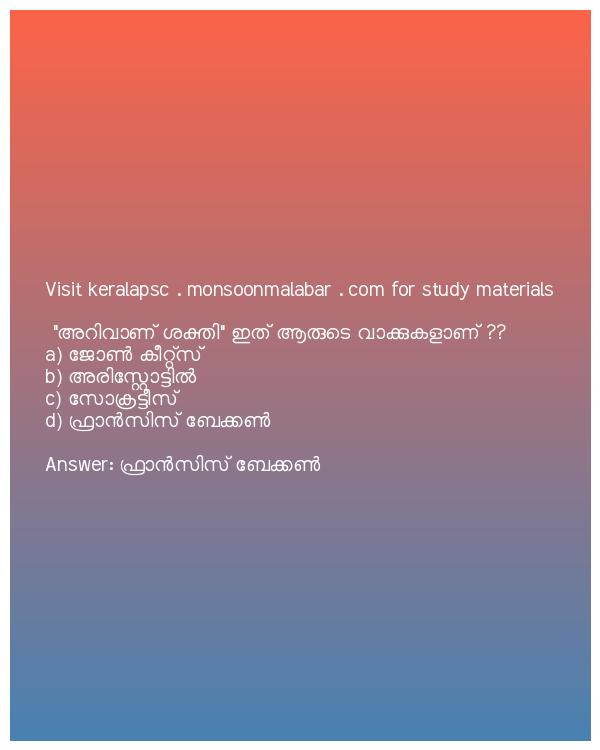 Visit keralapsc . monsoonmalabar . com for study materials
"അറിവാണ് ശക്തി" ഇത് ആരുടെ വാക്കുകളാണ് ??
a) ജോൺ കീറ്റ്സ്
b) അരിസ്റ്റോട്ടിൽ
c) സോക്രട്ടീസ്
d) ഫ്രാൻസിസ് ബേക്കൺ
Answer: ഫ്രാൻസിസ് ബേക്കൺ